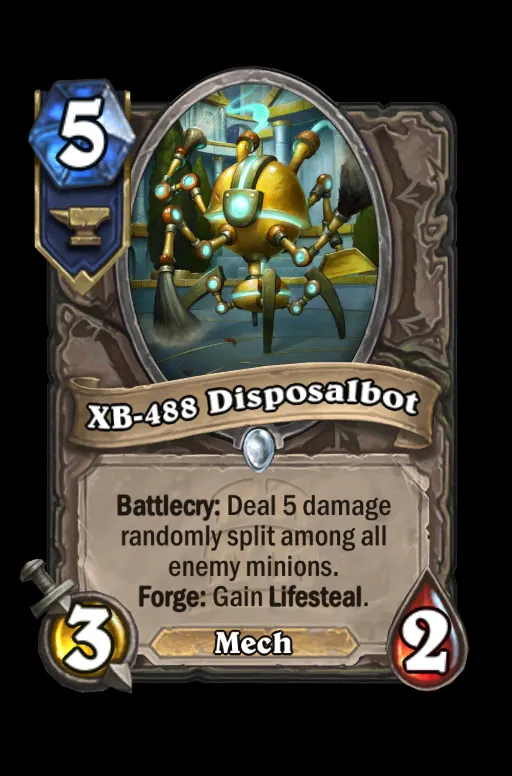 5
XB-488 Disposalbot
Battlecry: Deal 5 damage
randomly split among all
enemy minions.
Forge: Gain Lifesteal.
3
Mech
2